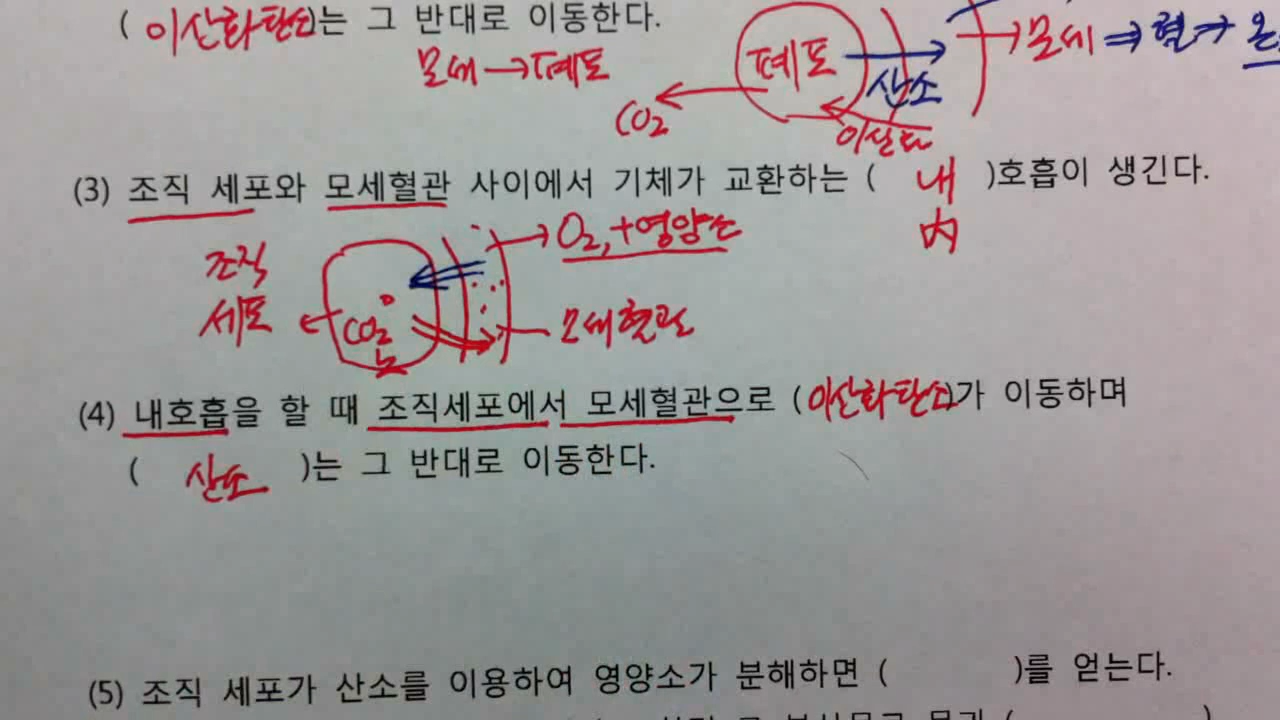 ( 이산화탄소)는 그 반대로 이동한다.
모세→폐포
폐포
산소
→모세⇒혈→온
CO2
이산화
(3) 조직 세포와 모세혈관 사이에서 기체가 교환하는 ( 내 )호흡이 생긴다.
内
조직
세포
O2,+영양소
CO2
모세혈관
(4) 내호흡을 할 때 조직세포에서 모세혈관으로 (이산화탄소)가 이동하며
( 산소 )는 그 반대로 이동한다.
(5) 조직 세포가 산소를 이용하여 영양소가 분해하면 ( )를 얻는다.